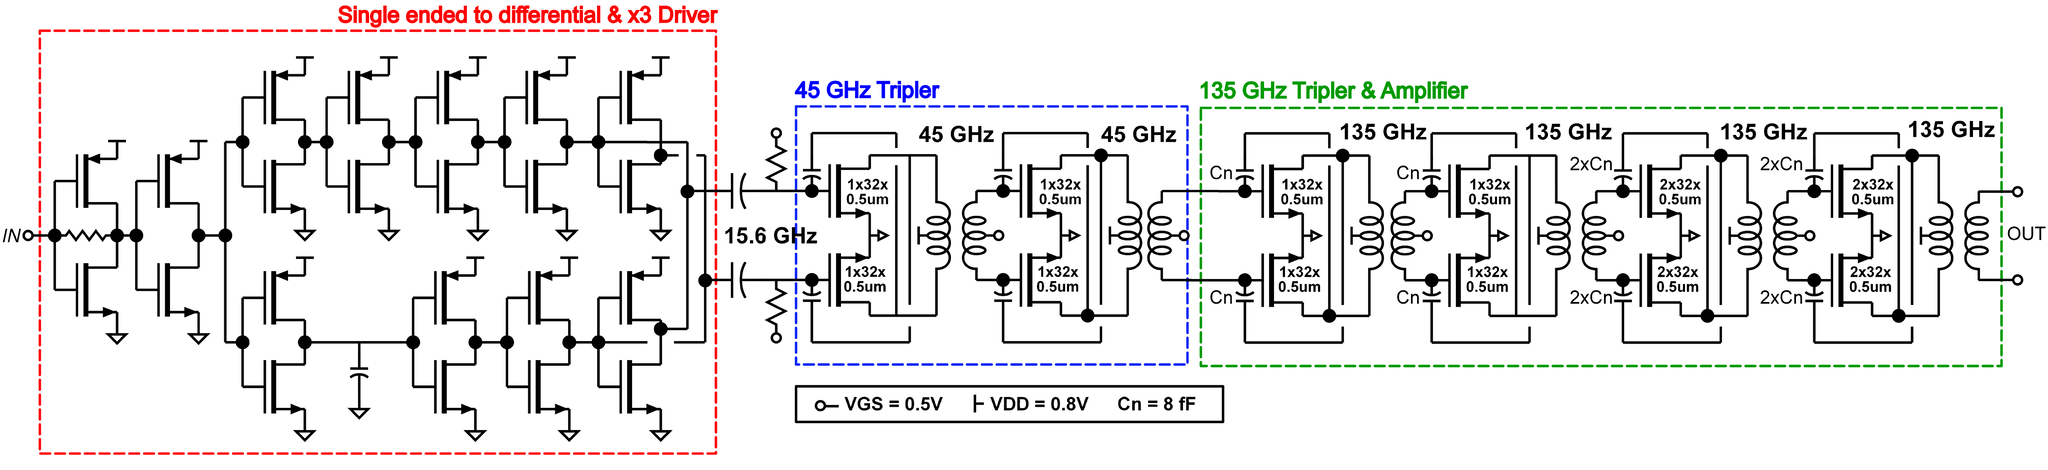 Single ended to differential & x3 Driver
45 GHz Tripler
135 GHz Tripler & Amplifier
45 GHz
45 GHz
135 GHz
135 GHz
135 GHz
135 GHz
Cn
Cn
2xCn
2xCn
1x32x
0.5um
1x32x
0.5um
1x32x
0.5um
1x32x
0.5um
2x32x
0.5um
2x32x
0.5um
IN
15.6 GHz
OUT
1x32x
0.5um
1x32x
0.5um
1x32x
0.5um
1x32x
0.5um
2x32x
0.5um
2x32x
0.5um
Cn
Cn
2xCn
2xCn
VGS = 0.5V VDD = 0.8V Cn = 8 fF